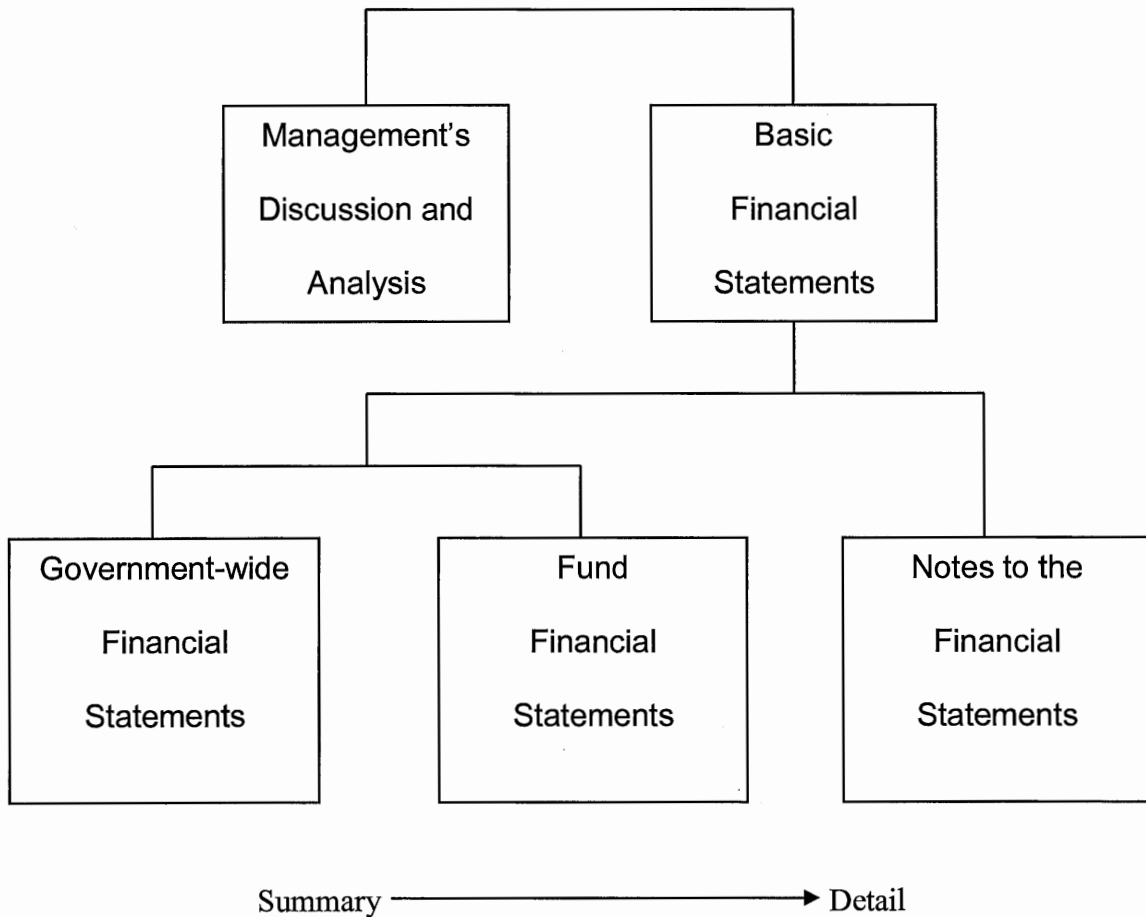 Management's
Discussion and
Analysis
Basic
Financial
Statements
Government-wide
Financial
Statements
Fund
Financial
Statements
Notes to the
Financial
Statements
Summary
Detail